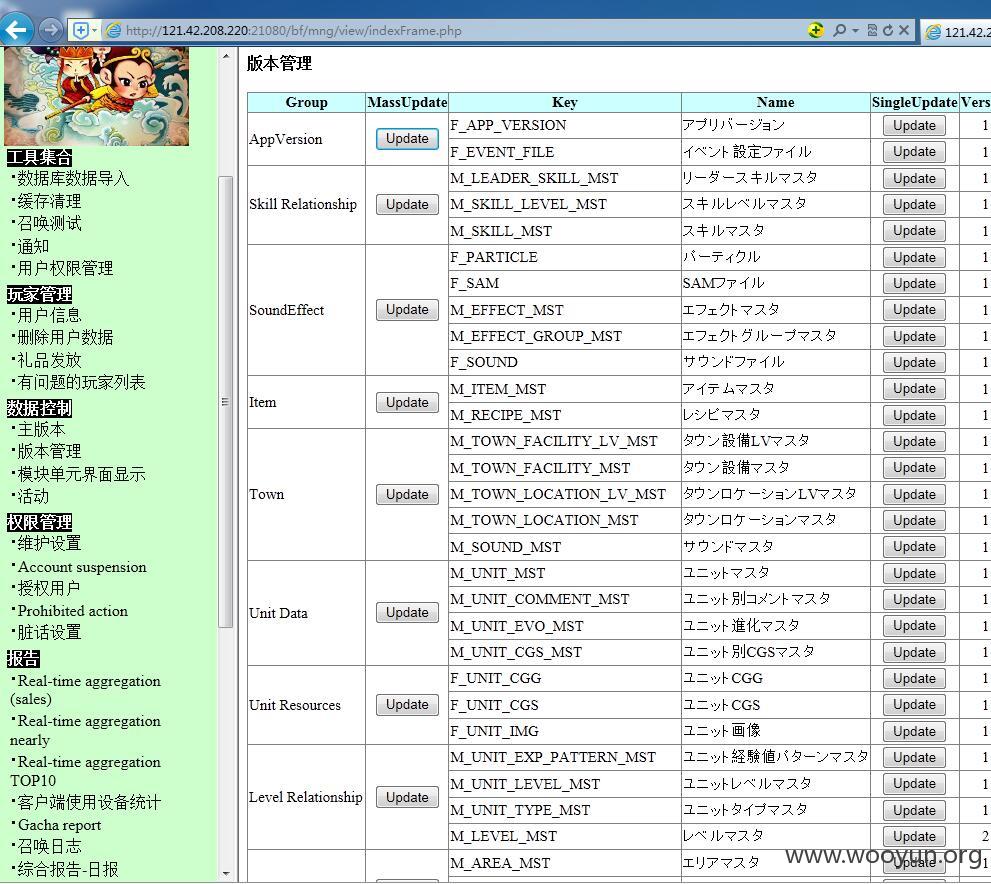 http://121.42.208.220:21080/bf/mng/view/indexFrame.php
121.42.2
工具集合
·数据库数据导入
·缓存清理
·召唤测试
·通知
·用户权限管理
玩家管理
·用户信息
·删除用户数据
·礼品发放
·有问题的玩家列表
数据控制
·主版本
·版本管理
·模块单元界面显示
·活动
权限管理
·维护设置
·Account suspension
·授权用户
·Prohibited action
·脏话设置
报告
·Real-time aggregation
(sales)
·Real-time aggregation
nearly
·Real-time aggregation
TOP10
·客户端使用设备统计
·Gacha report
·召唤日志
·综合报告-日报
版本管理
Group MassUpdate Key Name SingleUpdate Vers
AppVersion Update F_APP_VERSION アプリバージョン Update 1
F_EVENT_FILE イベント設定ファイル Update 1
Skill Relationship Update M_LEADER_SKILL_MST リーダースキルマスタ Update 1
M_SKILL_LEVEL_MST スキルレベルマスタ Update 1
M_SKILL_MST スキルマスタ Update 1
SoundEffect Update F_PARTICLE パーティクル Update 1
F_SAM SAMファイル Update 1
M_EFFECT_MST エフェクトマスタ Update 1
M_EFFECT_GROUP_MST エフェクトグループマスタ Update 1
F_SOUND サウンドファイル Update 1
Item Update M_ITEM_MST アイテムマスタ Update 1
M_RECIPE_MST レシピマスタ Update 1
Town Update M_TOWN_FACILITY_LV_MST タウン設備LVマスタ Update 1
M_TOWN_FACILITY_MST タウン設備マスタ Update 1
M_TOWN_LOCATION_LV_MST タウンロケーションLVマスタ Update 1
M_TOWN_LOCATION_MST タウンロケーションマスタ Update 1
M_SOUND_MST サウンドマスタ Update 1
Unit Data Update M_UNIT_MST ユニットマスタ Update 1
M_UNIT_COMMENT_MST ユニット別コメントマスタ Update 1
M_UNIT_EVO_MST ユニット進化マスタ Update 1
M_UNIT_CGS_MST ユニット別CGSマスタ Update 1
Unit Resources Update F_UNIT_CGG ユニットCGG Update 1
F_UNIT_CGS ユニットCGS Update 1
F_UNIT_IMG ユニット画像 Update 1
Level Relationship Update M_UNIT_EXP_PATTERN_MST ユニット経験値パターンマスタ Update 1
M_UNIT_LEVEL_MST ユニットレベルマスタ Update 1
M_UNIT_TYPE_MST ユニットタイプマスタ Update 1
M_LEVEL_MST レベルマスタ Update 2
M_AREA_MST エリアマスタ Update 1
www.wooyun.org